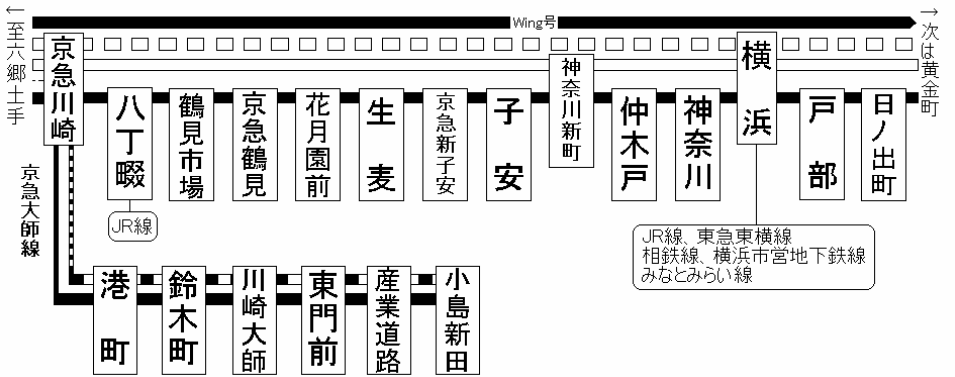 ←至六郷土手
Wing号
→次は黄金町
京急川崎
八丁畷
鶴見市場
京急鶴見
花月園前
生麦
京急新子安
子安
神奈川新町
仲木戸
神奈川
横浜
戸部
日ノ出町
JR線
JR線、東急東横線
相鉄線、横浜市営地下鉄線
みなとみらい線
京急大師線
港町
鈴木町
川崎大師
東門前
産業道路
小島新田